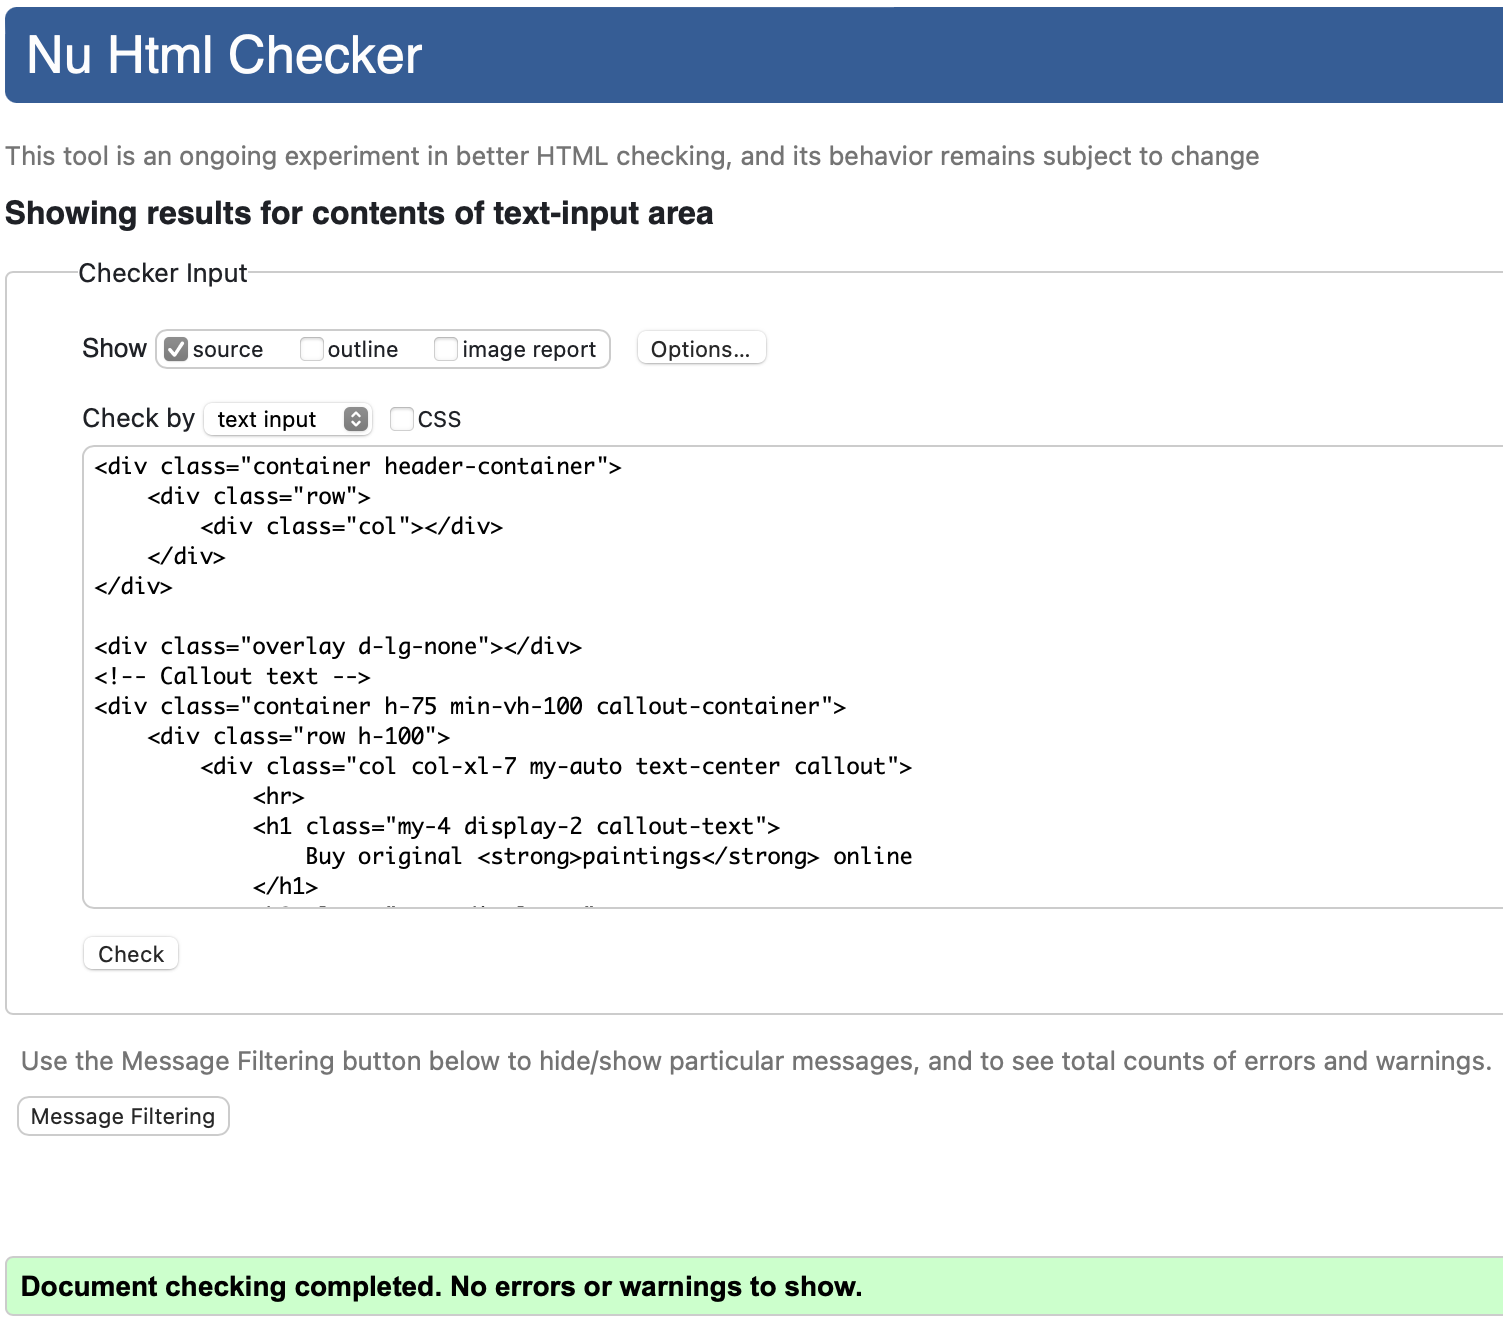 Nu Html Checker
This tool is an ongoing experiment in better HTML checking, and its behavior remains subject to change
Showing results for contents of text-input area
Checker Input
Show source outline image report Options...
Check by text input CSS
<div class="container header-container">
    <div class="row">
        <div class="col"></div>
    </div>
</div>
<div class="overlay d-lg-none"></div>
<!-- Callout text -->
<div class="container h-75 min-vh-100 callout-container">
    <div class="row h-100">
        <div class="col col-xl-7 my-auto text-center callout">
            <hr>
            <h1 class="my-4 display-2 callout-text">
                Buy original <strong>paintings</strong> online
            </h1>
Check
Use the Message Filtering button below to hide/show particular messages, and to see total counts of errors and warnings.
Message Filtering
Document checking completed. No errors or warnings to show.